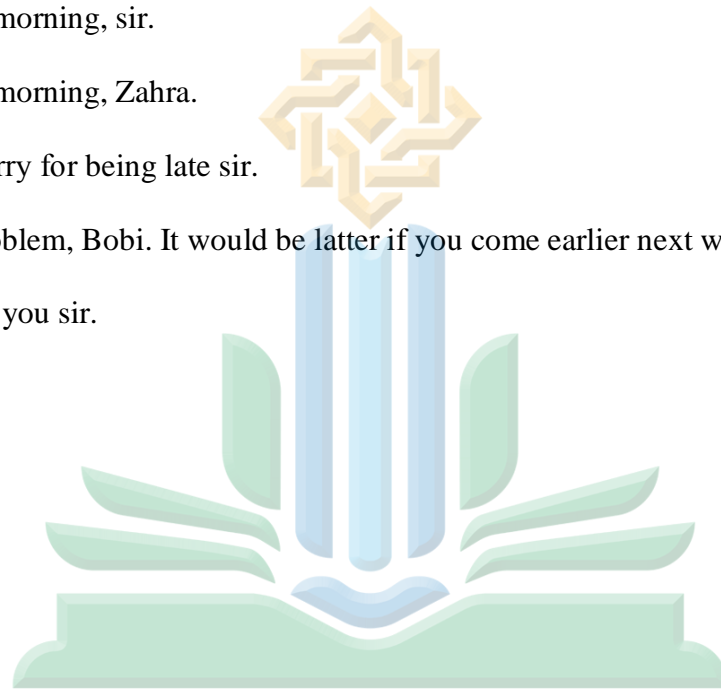 morning, sir.
morning, Zahra.
rry for being late sir.
oblem, Bobi. It would be latter if you come earlier next w
you sir.